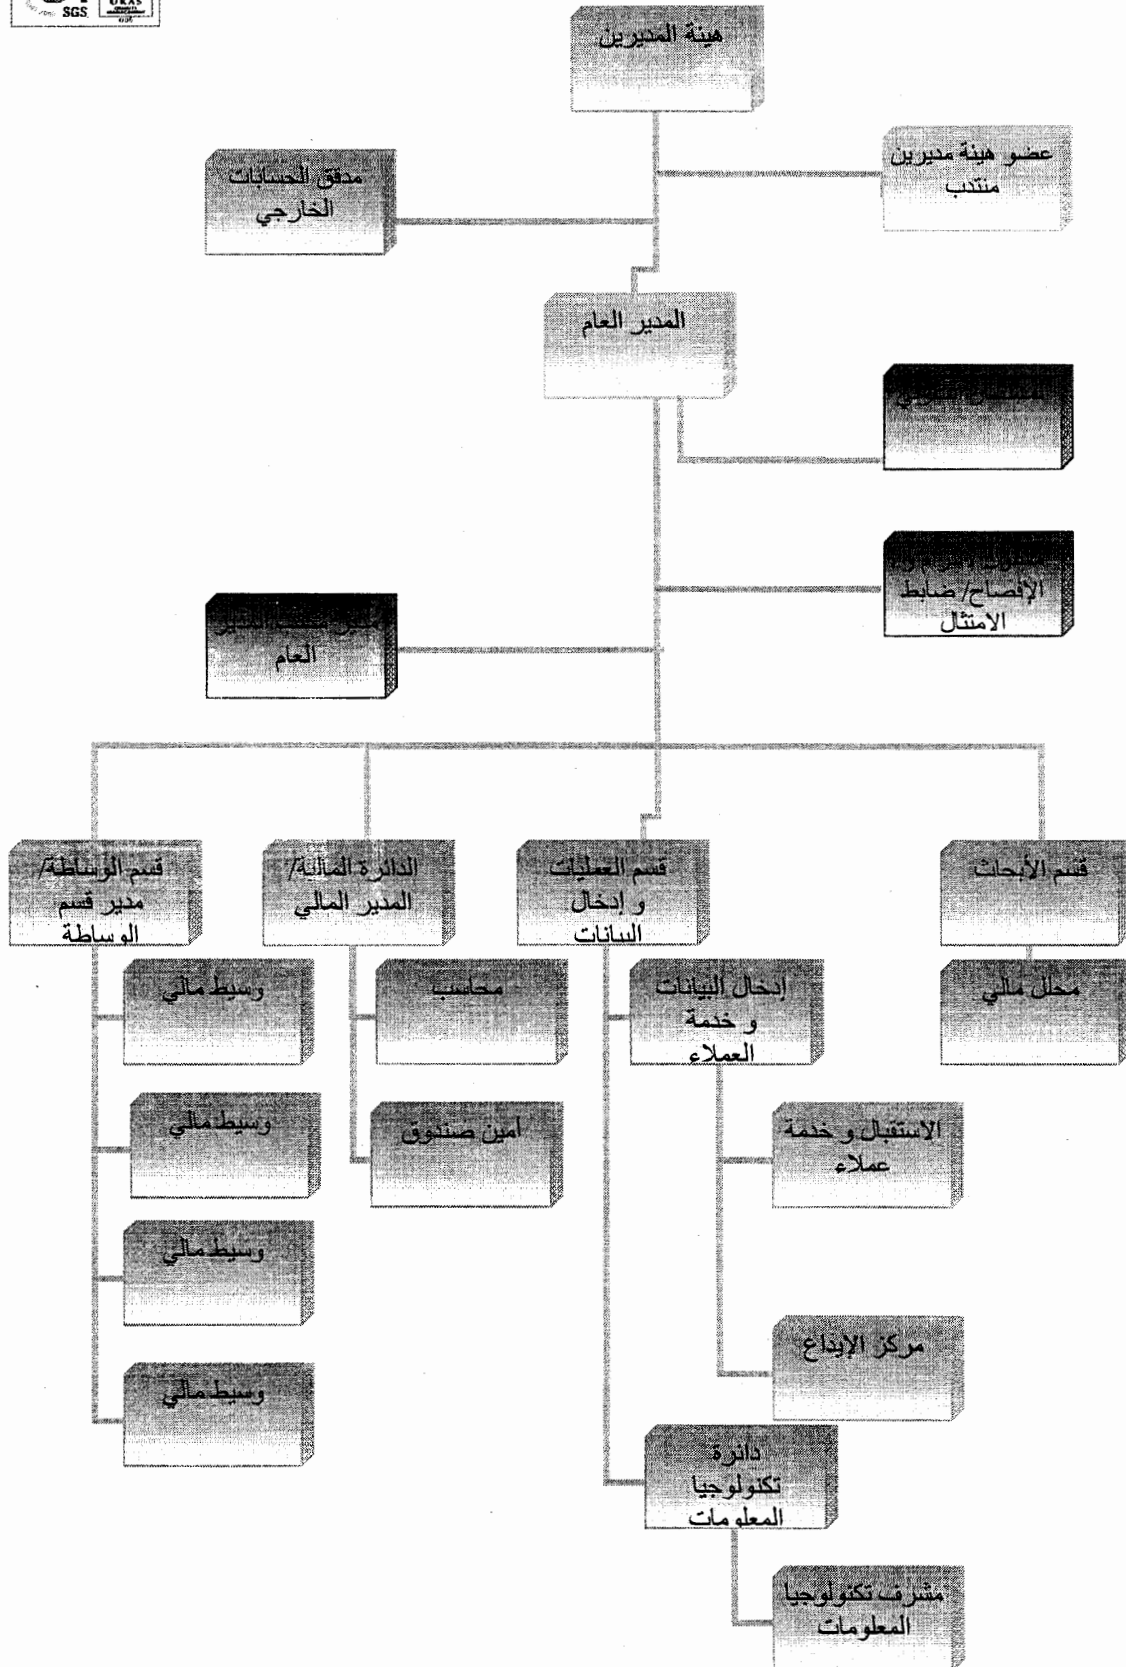 SGS
UKAS
هيئة المديرين
عضو هيئة مديرين
منتدب
مدقق الحسابات
الخارجي
المدير العام
الإفصاح/ ضابط
الامتثال
العام
قسم الأبحاث
قسم العمليات
و إدخال
البيانات
الدائرة المالية/
المدير المالي
قسم الوساطة/
مدير قسم
الوساطة
محلل مالي
إدخال البيانات
و خدمة
العملاء
محاسب
وسيط مالي
الاستقبال و خدمة
عملاء
أمين صندوق
وسيط مالي
وسيط مالي
مركز الإيداع
وسيط مالي
دائرة
تكنولوجيا
المعلومات
مشرف تكنولوجيا
المعلومات